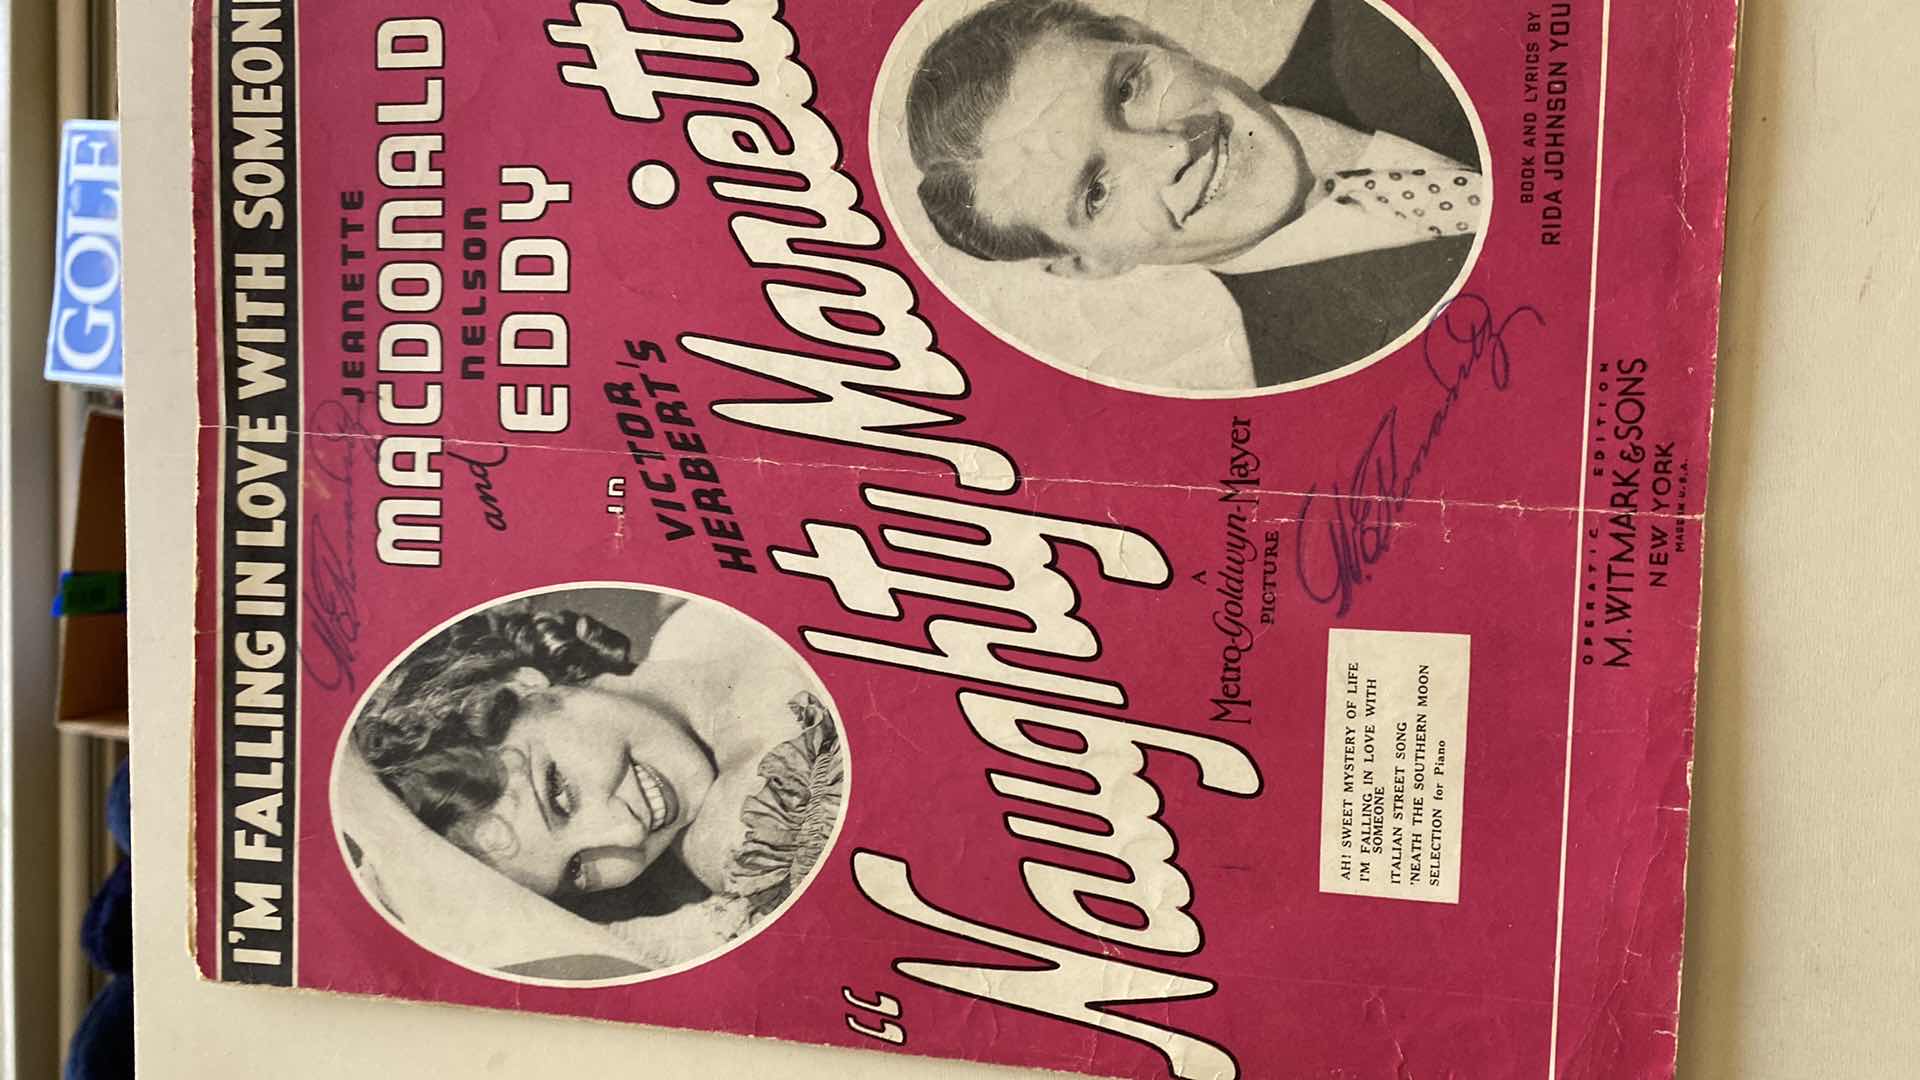 I'M FALLING IN LOVE WITH SOMEON
JEANETTE
MACDONALD
and NELSON
EDDY
in
VICTOR'S
HERBERT'S
"Naughty Marietta
A
Metro-Goldwyn-Mayer
PICTURE
AH! SWEET MYSTERY OF LIFE
I'M FALLING IN LOVE WITH
SOMEONE
ITALIAN STREET SONG
'NEATH THE SOUTHERN MOON
SELECTION for Piano
BOOK AND LYRICS BY
RIDA JOHNSON YOU
OPERATIC EDITION
M. WITMARK & SONS
NEW YORK
MADE IN U.S.A.
GOLF